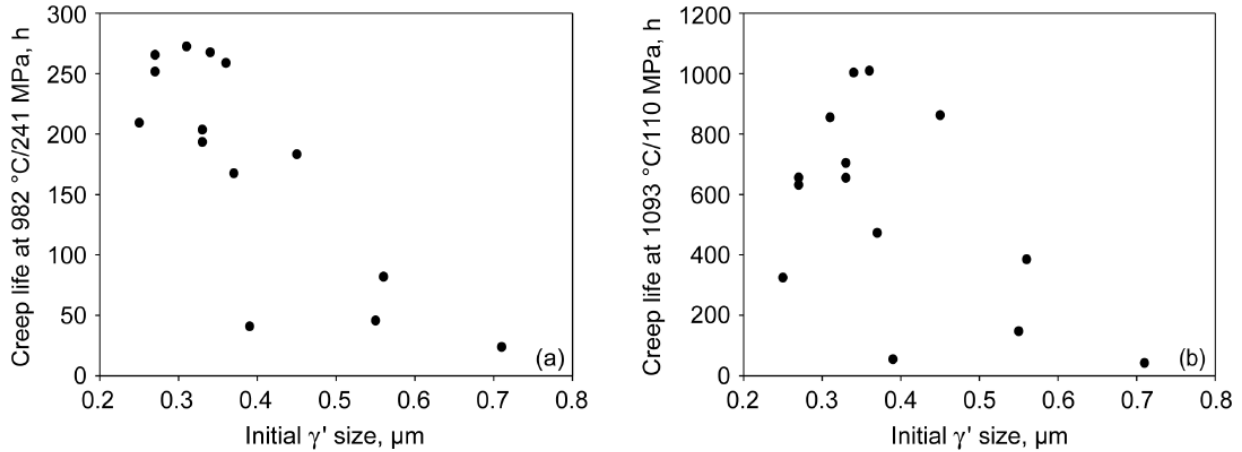 Creep life at 982 °C/241 MPa, h
300
250
200
150
100
50
0
0.2 0.3 0.4 0.5 0.6 0.7 0.8
(a)
Initial γ' size, μm
Creep life at 1093 °C/110 MPa, h
1200
1000
800
600
400
200
0
0.2 0.3 0.4 0.5 0.6 0.7 0.8
(b)
Initial γ' size, μm